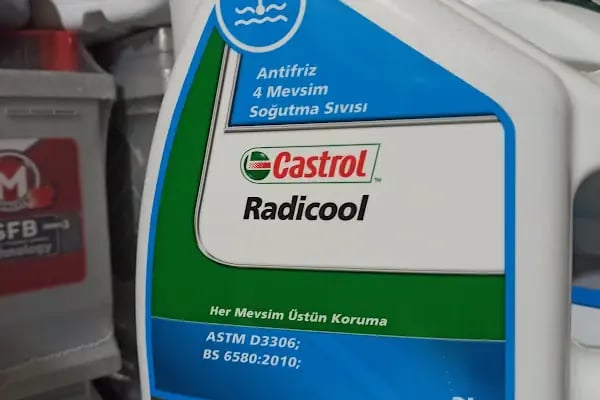 Antifriz
4 Mevsim
Soğutma Sıvısı
Castrol
Radicool
Her Mevsim Üstün Koruma
ASTM D3306;
BS 6580:2010;
M
SFB